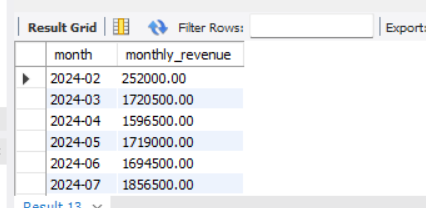 Result Grid Filter Rows: Export:
month monthly_revenue
2024-02 252000.00
2024-03 1720500.00
2024-04 1596500.00
2024-05 1719000.00
2024-06 1694500.00
2024-07 1856500.00
Result 13